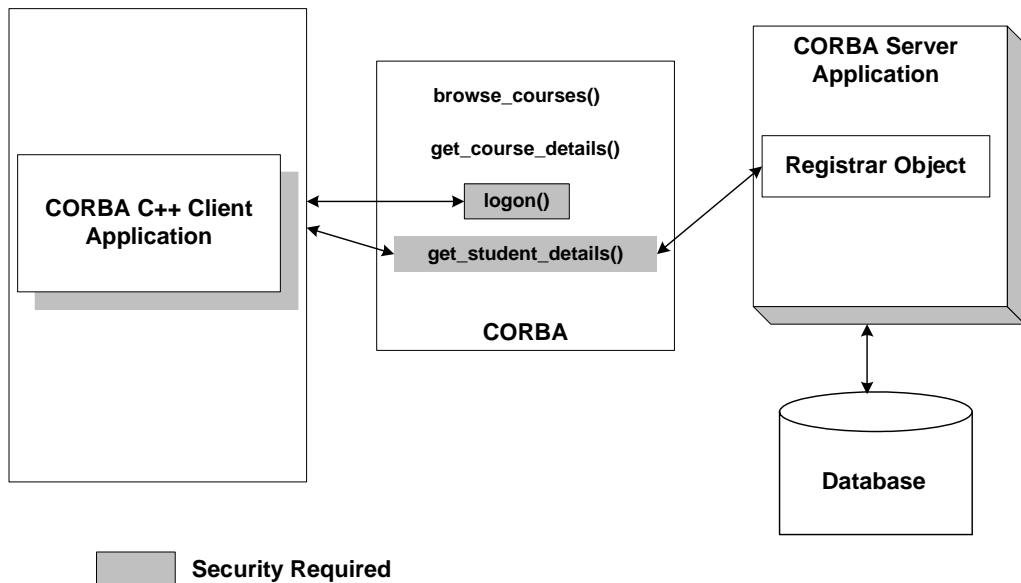 CORBA C++ Client
Application
browse_courses()
get_course_details()
logon()
get_student_details()
CORBA
CORBA Server
Application
Registrar Object
Database
Security Required